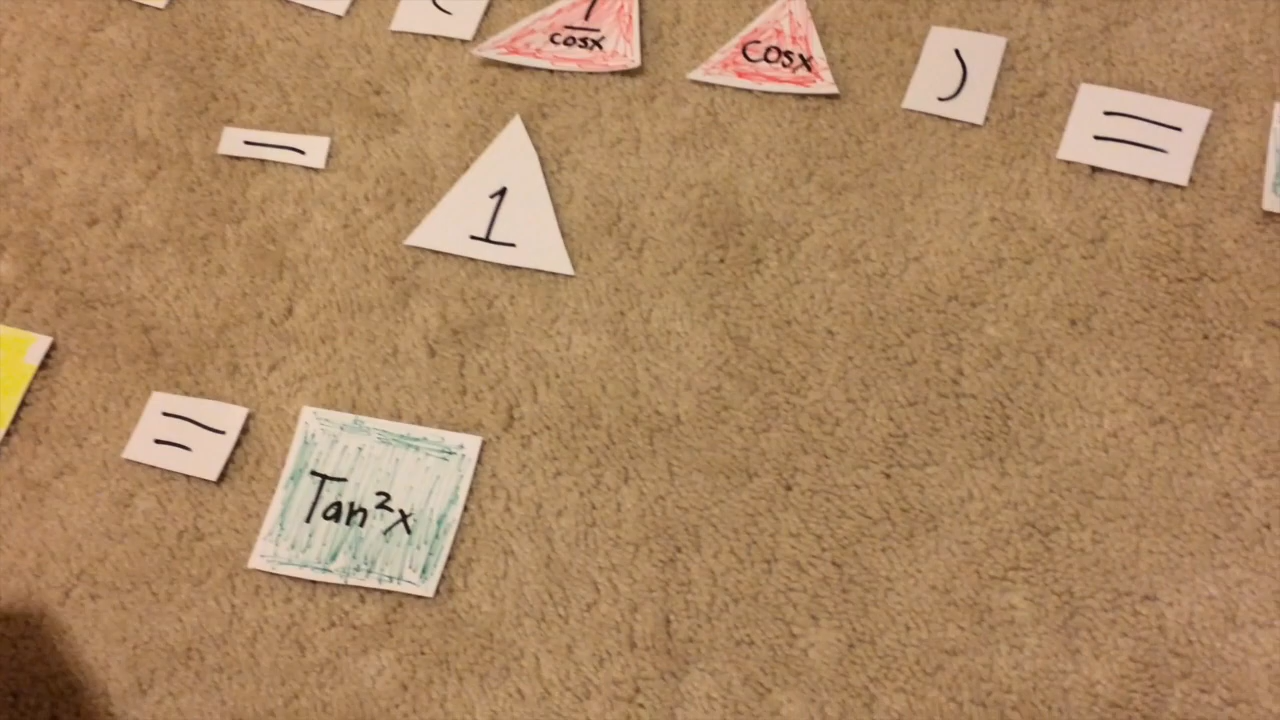 ( 1/cosx cosx ) =
− 1
= Tan²x